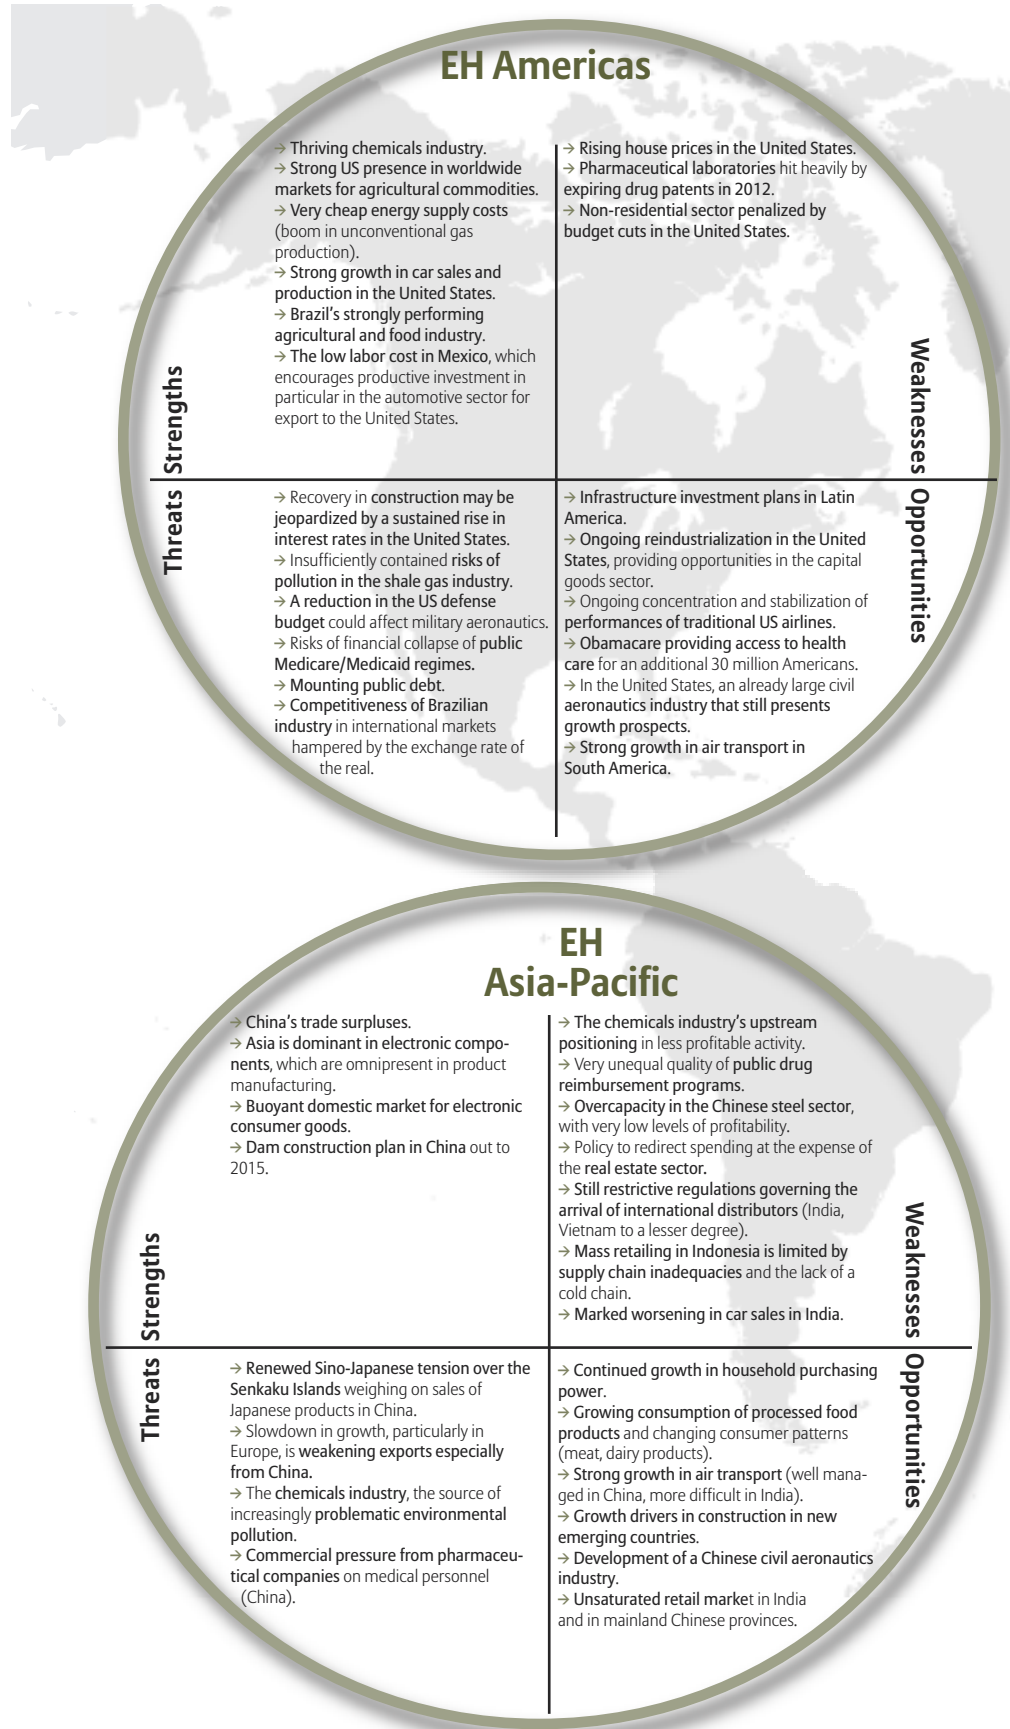 EH Americas
→ Thriving chemicals industry.
→ Strong US presence in worldwide
markets for agricultural commodities.
→ Very cheap energy supply costs
(boom in unconventional gas
production).
→ Strong growth in car sales and
production in the United States.
→ Brazil's strongly performing
agricultural and food industry.
→ The low labor cost in Mexico, which
encourages productive investment in
particular in the automotive sector for
export to the United States.
Strengths
→ Rising house prices in the United States.
→ Pharmaceutical laboratories hit heavily by
expiring drug patents in 2012.
→ Non-residential sector penalized by
budget cuts in the United States.
Weaknesses
Threats
→ Recovery in construction may be
jeopardized by a sustained rise in
interest rates in the United States.
→ Insufficiently contained risks of
pollution in the shale gas industry.
→ A reduction in the US defense
budget could affect military aeronautics.
→ Risks of financial collapse of public
Medicare/Medicaid regimes.
→ Mounting public debt.
→ Competitiveness of Brazilian
industry in international markets
hampered by the exchange rate of
the real.
→ Infrastructure investment plans in Latin
America.
→ Ongoing reindustrialization in the United
States, providing opportunities in the capital
goods sector.
→ Ongoing concentration and stabilization of
performances of traditional US airlines.
→ Obamacare providing access to health
care for an additional 30 million Americans.
→ In the United States, an already large civil
aeronautics industry that still presents
growth prospects.
→ Strong growth in air transport in
South America.
Opportunities
EH
Asia-Pacific
→ China's trade surpluses.
→ Asia is dominant in electronic compo-
nents, which are omnipresent in product
manufacturing.
→ Buoyant domestic market for electronic
consumer goods.
→ Dam construction plan in China out to
2015.
Strengths
→ The chemicals industry's upstream
positioning in less profitable activity.
→ Very unequal quality of public drug
reimbursement programs.
→ Overcapacity in the Chinese steel sector,
with very low levels of profitability.
→ Policy to redirect spending at the expense of
the real estate sector.
→ Still restrictive regulations governing the
arrival of international distributors (India,
Vietnam to a lesser degree).
→ Mass retailing in Indonesia is limited by
supply chain inadequacies and the lack of a
cold chain.
→ Marked worsening in car sales in India.
Weaknesses
Threats
→ Renewed Sino-Japanese tension over the
Senkaku Islands weighing on sales of
Japanese products in China.
→ Slowdown in growth, particularly in
Europe, is weakening exports especially
from China.
→ The chemicals industry, the source of
increasingly problematic environmental
pollution.
→ Commercial pressure from pharmaceu-
tical companies on medical personnel
(China).
→ Continued growth in household purchasing
power.
→ Growing consumption of processed food
products and changing consumer patterns
(meat, dairy products).
→ Strong growth in air transport (well mana-
ged in China, more difficult in India).
→ Growth drivers in construction in new
emerging countries.
→ Development of a Chinese civil aeronautics
industry.
→ Unsaturated retail market in India
and in mainland Chinese provinces.
Opportunities